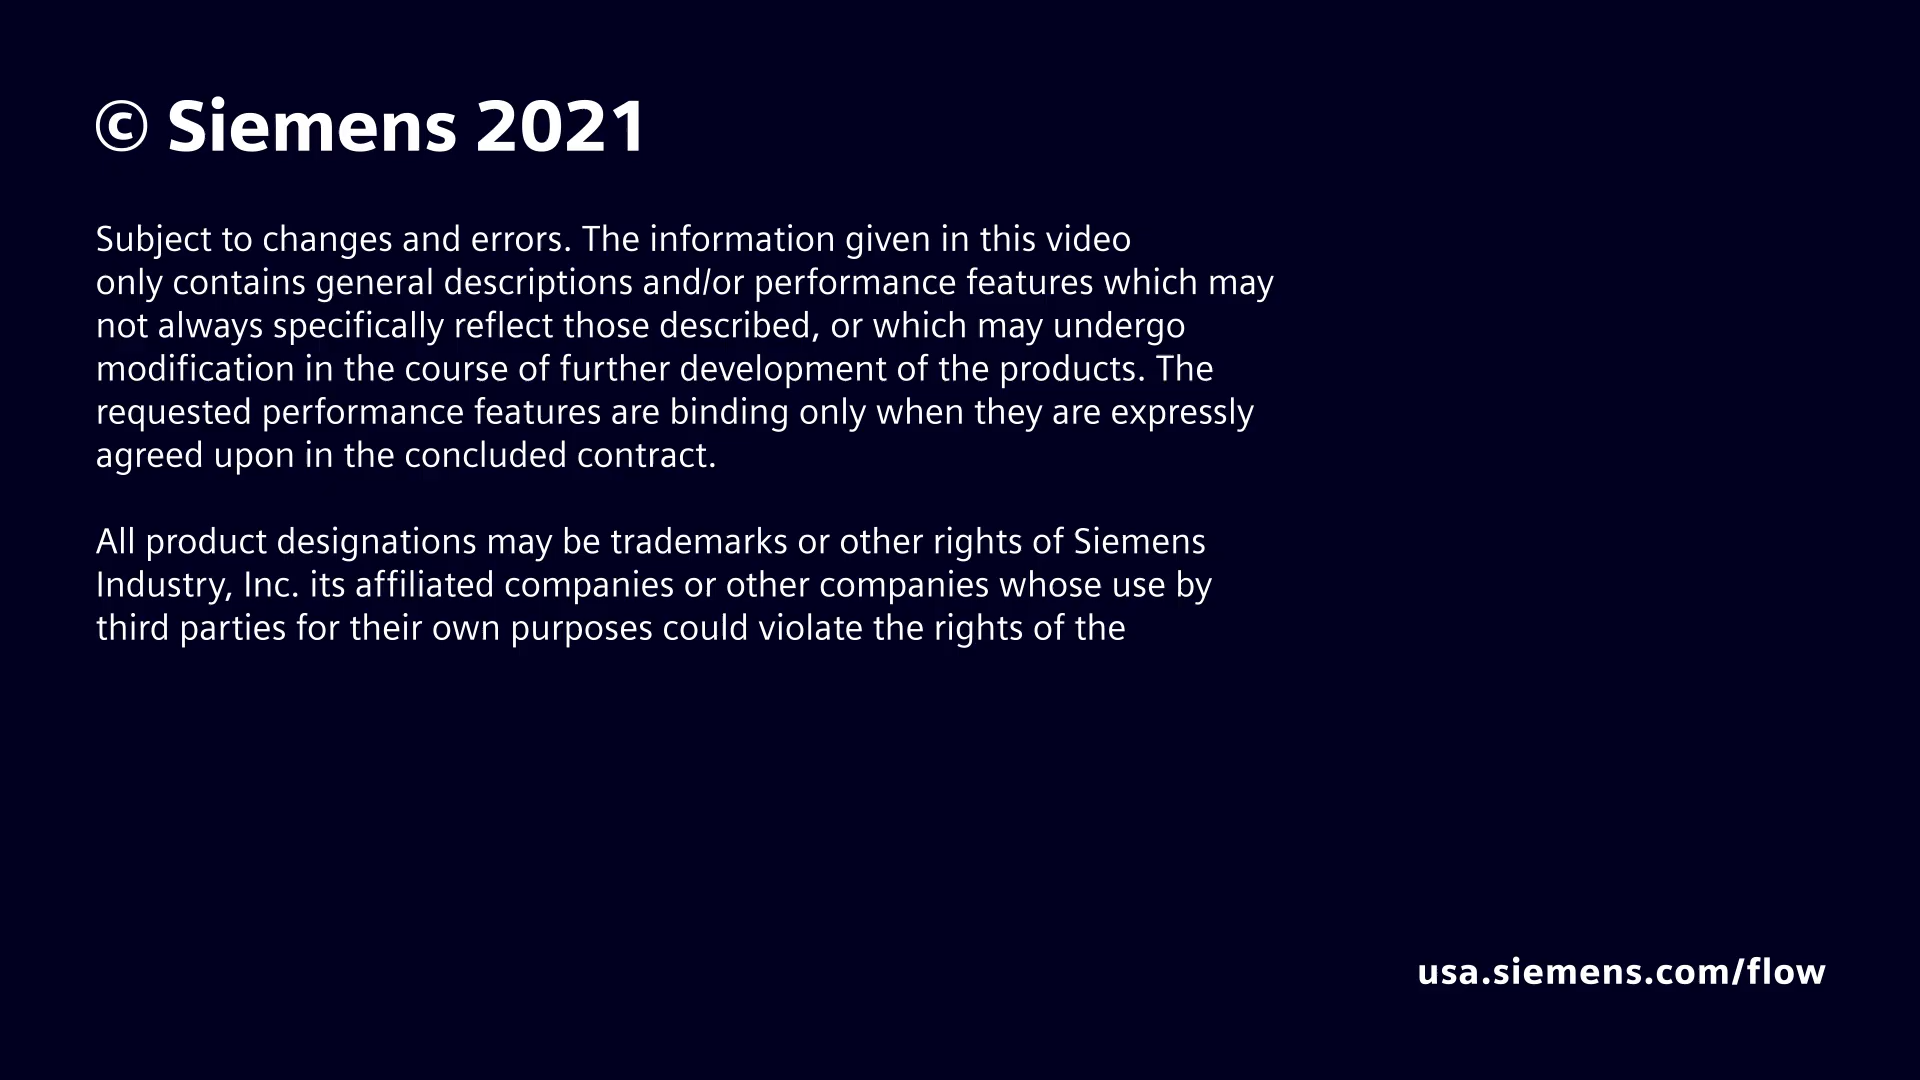 © Siemens 2021
Subject to changes and errors. The information given in this video
only contains general descriptions and/or performance features which may
not always specifically reflect those described, or which may undergo
modification in the course of further development of the products. The
requested performance features are binding only when they are expressly
agreed upon in the concluded contract.
All product designations may be trademarks or other rights of Siemens
Industry, Inc. its affiliated companies or other companies whose use by
third parties for their own purposes could violate the rights of the
usa.siemens.com/flow